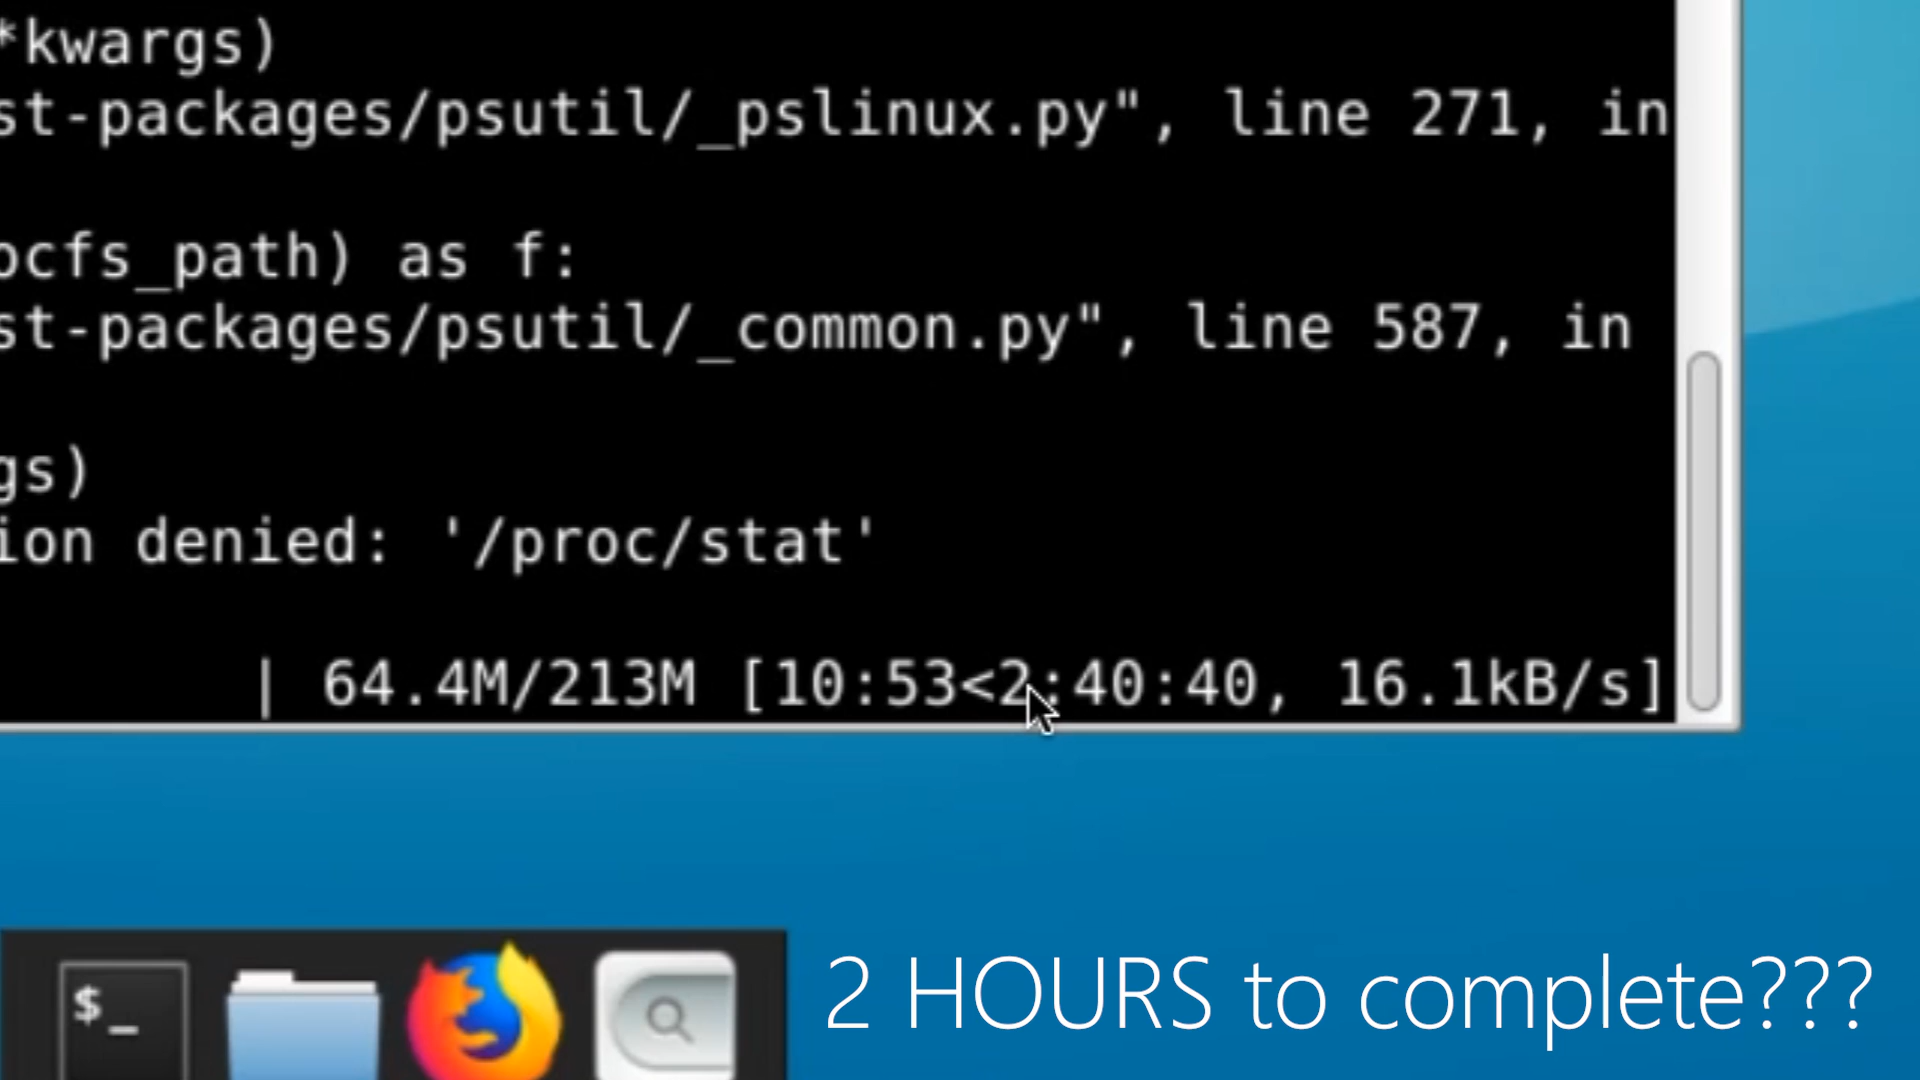 *kwargs)
st-packages/psutil/_pslinux.py", line 271, in
ocfs_path) as f:
st-packages/psutil/_common.py", line 587, in
gs)
ion denied: '/proc/stat'
| 64.4M/213M [10:53<2:40:40, 16.1kB/s]
$_
2 HOURS to complete???